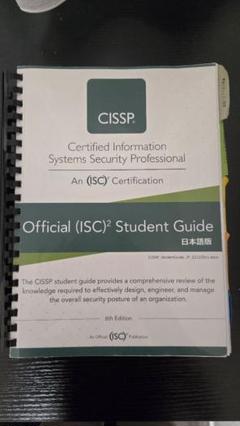 CISSP.
Certified Information
Systems Security Professional
An (ISC)² Certification
Official (ISC)² Student Guide
日本語版
The CISSP student guide provides a comprehensive review of the
knowledge required to effectively design, engineer, and manage
the overall security posture of an organization.
6th Edition
An Official (ISC)² Publication